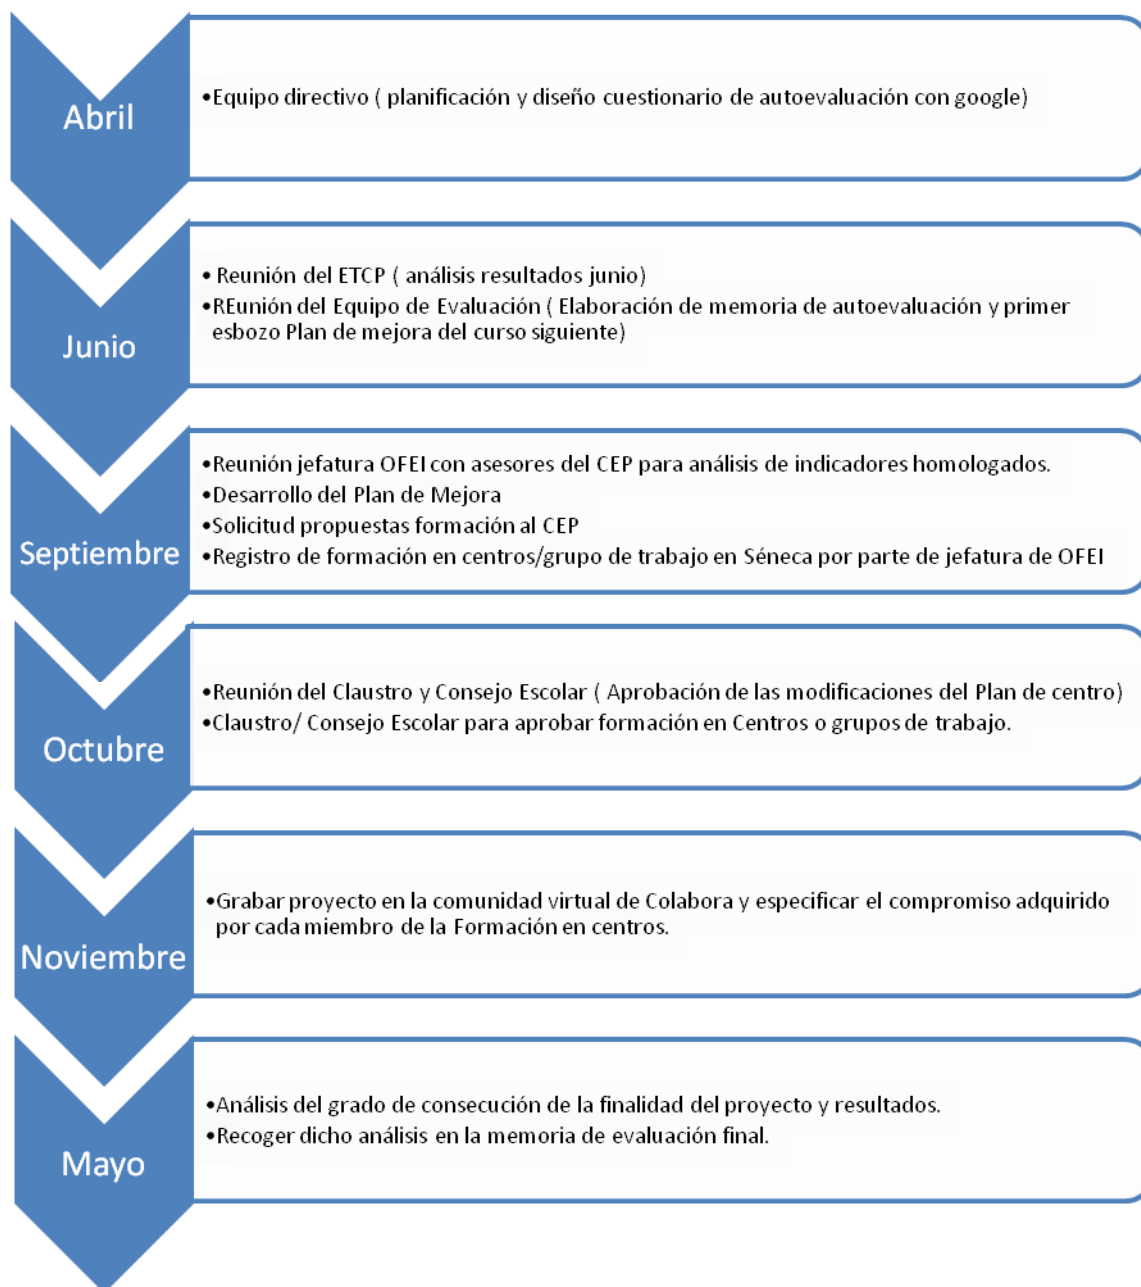 Abril
•Equipo directivo ( planificación y diseño cuestionario de autoevaluación con google)
Junio
• Reunión del ETCP ( análisis resultados junio)
•REunión del Equipo de Evaluación ( Elaboración de memoria de autoevaluación y primer
esbozo Plan de mejora del curso siguiente)
Septiembre
•Reunión jefatura OFEI con asesores del CEP para análisis de indicadores homologados.
•Desarrollo del Plan de Mejora
•Solicitud propuestas formación al CEP
•Registro de formación en centros/grupo de trabajo en Séneca por parte de jefatura de OFEI
Octubre
•Reunión del Claustro y Consejo Escolar ( Aprobación de las modificaciones del Plan de centro)
•Claustro/ Consejo Escolar para aprobar formación en Centros o grupos de trabajo.
Noviembre
•Grabar proyecto en la comunidad virtual de Colabora y especificar el compromiso adquirido
por cada miembro de la Formación en centros.
Mayo
•Análisis del grado de consecución de la finalidad del proyecto y resultados.
•Recoger dicho análisis en la memoria de evaluación final.